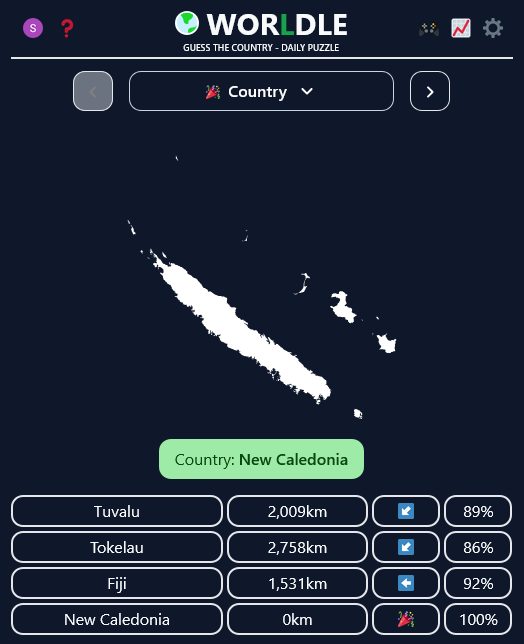 S ? WORLDLE
GUESS THE COUNTRY - DAILY PUZZLE
Country
Country: New Caledonia
Tuvalu 2,009km 89%
Tokelau 2,758km 86%
Fiji 1,531km 92%
New Caledonia 0km 100%